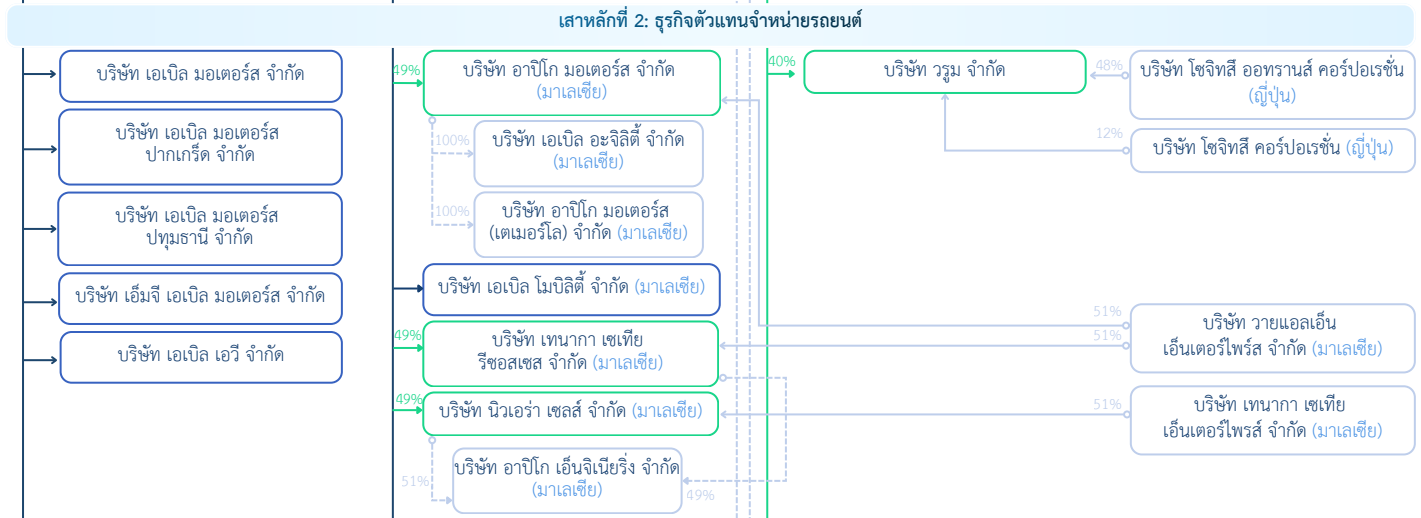 เสาหลักที่ 2: ธุรกิจตัวแทนจำหน่ายรถยนต์
บริษัท เอเบิล มอเตอร์ส จำกัด
บริษัท เอเบิล มอเตอร์ส
ปากเกร็ด จำกัด
บริษัท เอเบิล มอเตอร์ส
ปทุมธานี จำกัด
บริษัท เอ็มจี เอเบิล มอเตอร์ส จำกัด
บริษัท เอเบิล เอวี จำกัด
49%
บริษัท อาปิโก มอเตอร์ส จำกัด
(มาเลเซีย)
100%
บริษัท เอเบิล อะจิลิตี้ จำกัด
(มาเลเซีย)
100%
บริษัท อาปิโก มอเตอร์ส
(เตเมอร์โล) จำกัด (มาเลเซีย)
บริษัท เอเบิล โมบิลิตี้ จำกัด (มาเลเซีย)
49%
บริษัท เทนากา เซเทีย
รีซอสเซส จำกัด (มาเลเซีย)
49%
บริษัท นิวเอร่า เซลส์ จำกัด (มาเลเซีย)
51%
บริษัท อาปิโก เอ็นจิเนียริ่ง จำกัด
(มาเลเซีย)
49%
40%
บริษัท วรูม จำกัด
48%
บริษัท โซจิทสึ ออทรานส์ คอร์ปอเรชั่น
(ญี่ปุ่น)
12%
บริษัท โซจิทสึ คอร์ปอเรชั่น (ญี่ปุ่น)
51%
51%
บริษัท วายแอลเอ็น
เอ็นเตอร์ไพร์ส จำกัด (มาเลเซีย)
51%
บริษัท เทนากา เซเทีย
เอ็นเตอร์ไพรส์ จำกัด (มาเลเซีย)